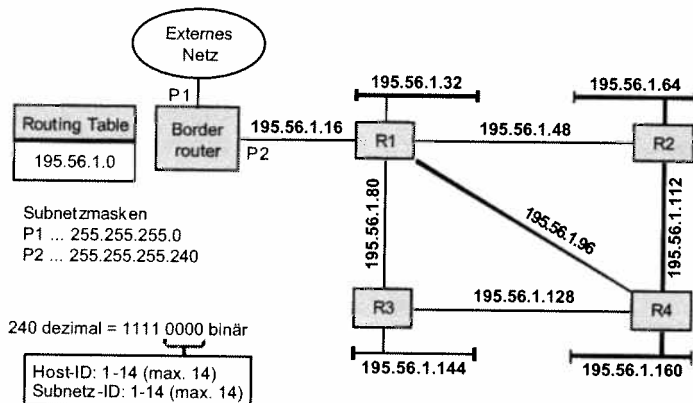 Externes
Netz
P1
Routing Table
195.56.1.0
Border
router
P2
195.56.1.16
195.56.1.32
R1
195.56.1.48
195.56.1.64
R2
195.56.1.80
195.56.1.96
195.56.1.112
Subnetzmasken
P1 ... 255.255.255.0
P2 ... 255.255.255.240
R3
195.56.1.128
R4
195.56.1.144
195.56.1.160
240 dezimal = 1111 0000 binär
Host-ID: 1-14 (max. 14)
Subnetz-ID: 1-14 (max. 14)